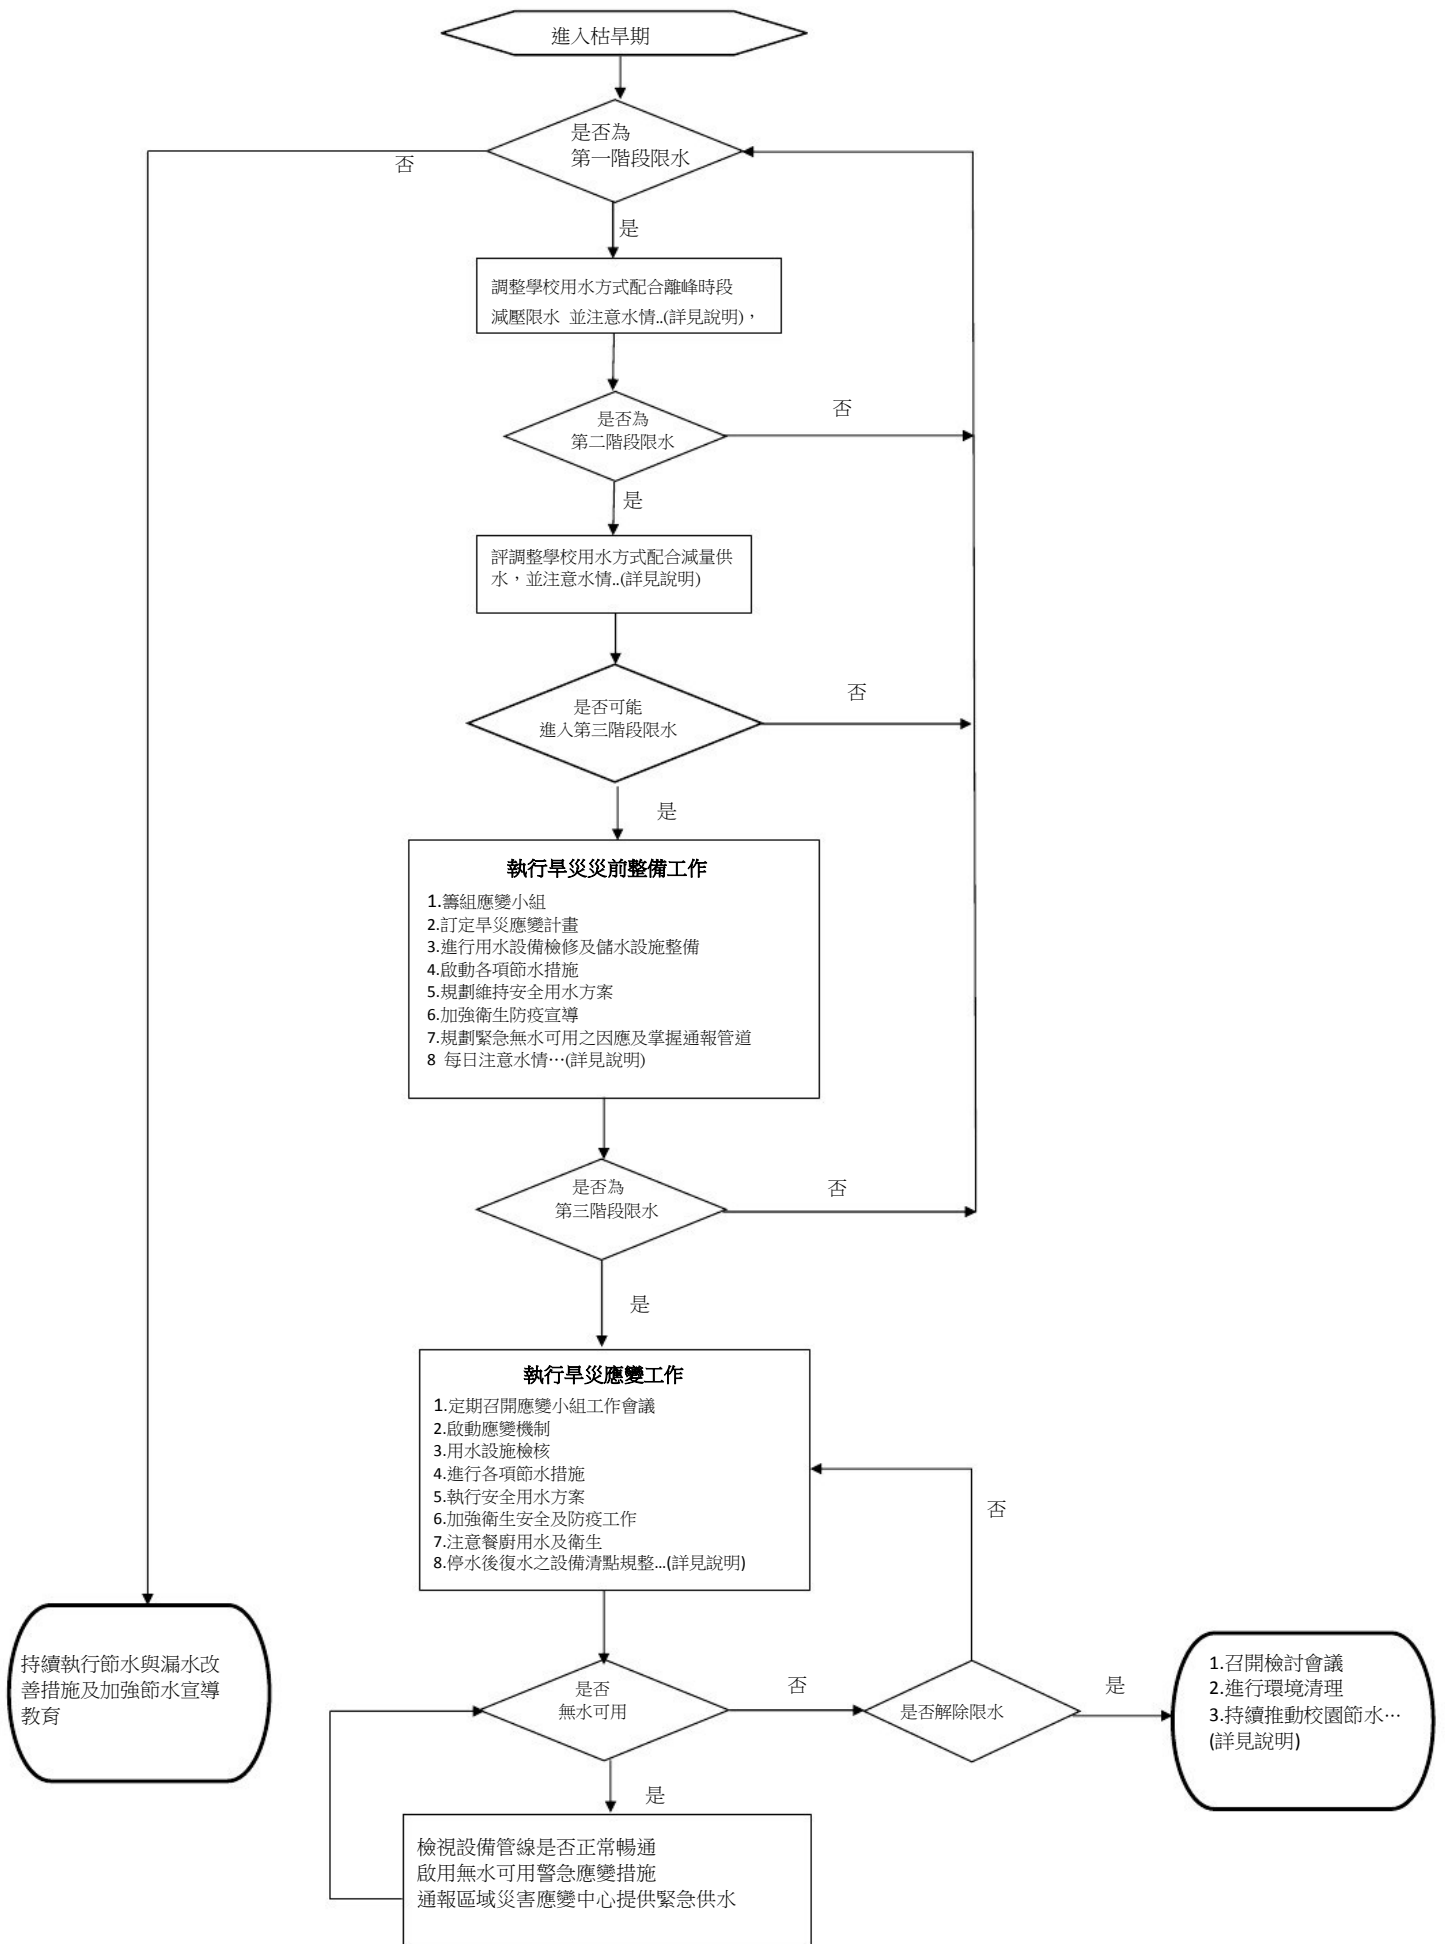 進入枯旱期
是否為
第一階段限水
否
是
調整學校用水方式配合離峰時段
減壓限水 並注意水情..(詳見說明),
是否為
第二階段限水
否
是
評調整學校用水方式配合減量供
水,並注意水情..(詳見說明)
是否可能
進入第三階段限水
否
是
執行旱災災前整備工作
1.籌組應變小組
2.訂定旱災應變計畫
3.進行用水設備檢修及儲水設施整備
4.啟動各項節水措施
5.規劃維持安全用水方案
6.加強衛生防疫宣導
7.規劃緊急無水可用之因應及掌握通報管道
8 每日注意水情…(詳見說明)
是否為
第三階段限水
否
是
執行旱災應變工作
1.定期召開應變小組工作會議
2.啟動應變機制
3.用水設施檢核
4.進行各項節水措施
5.執行安全用水方案
6.加強衛生安全及防疫工作
7.注意餐廚用水及衛生
8.停水後復水之設備清點規整...(詳見說明)
否
持續執行節水與漏水改
善措施及加強節水宣導
教育
是否
無水可用
否
是否解除限水
是
1.召開檢討會議
2.進行環境清理
3.持續推動校園節水…
(詳見說明)
是
檢視設備管線是否正常暢通
啟用無水可用警急應變措施
通報區域災害應變中心提供緊急供水